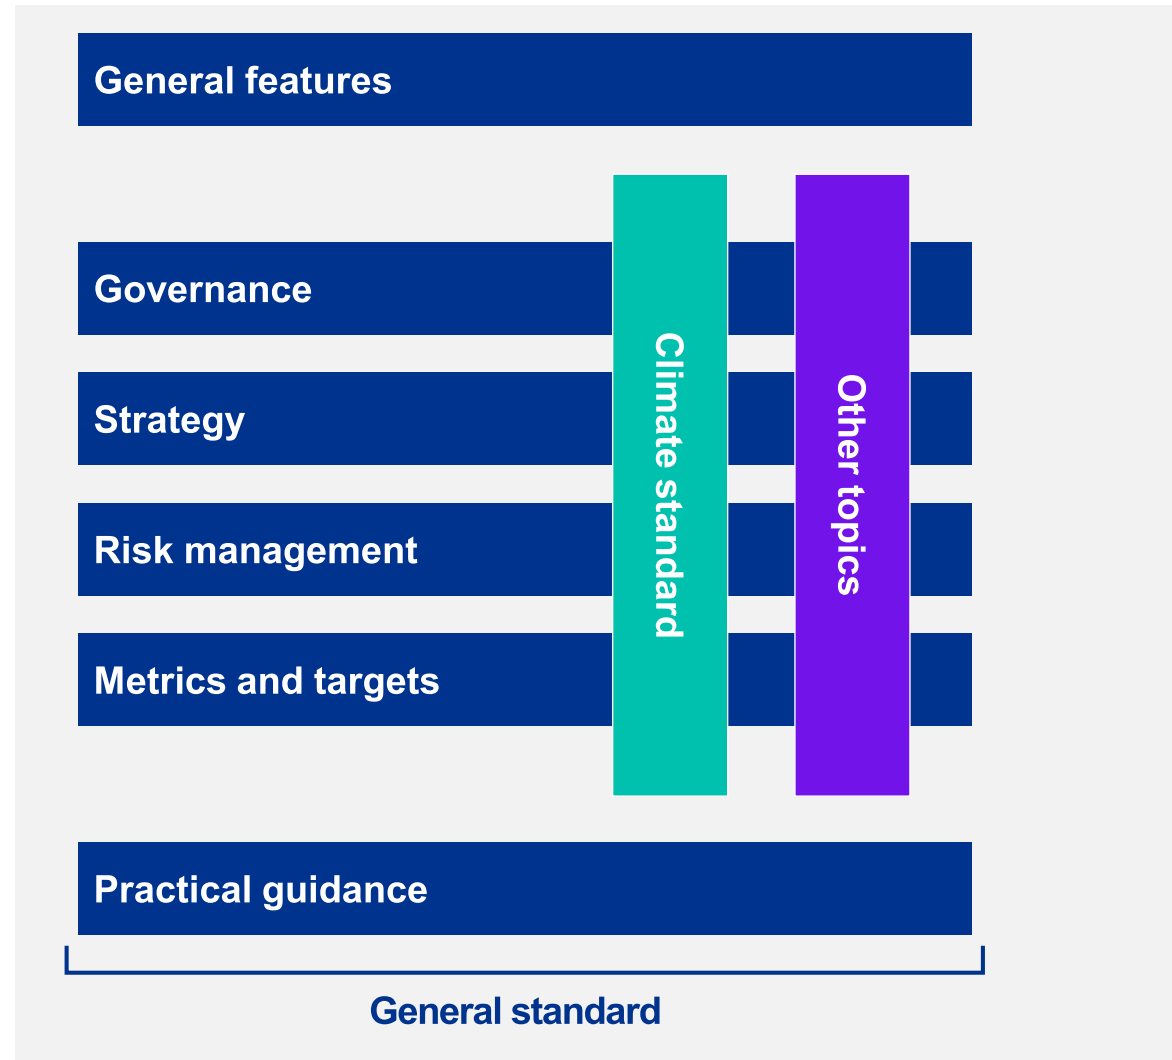 General features
Governance
Strategy
Risk management
Metrics and targets
Climate standard
Other topics
Practical guidance
General standard